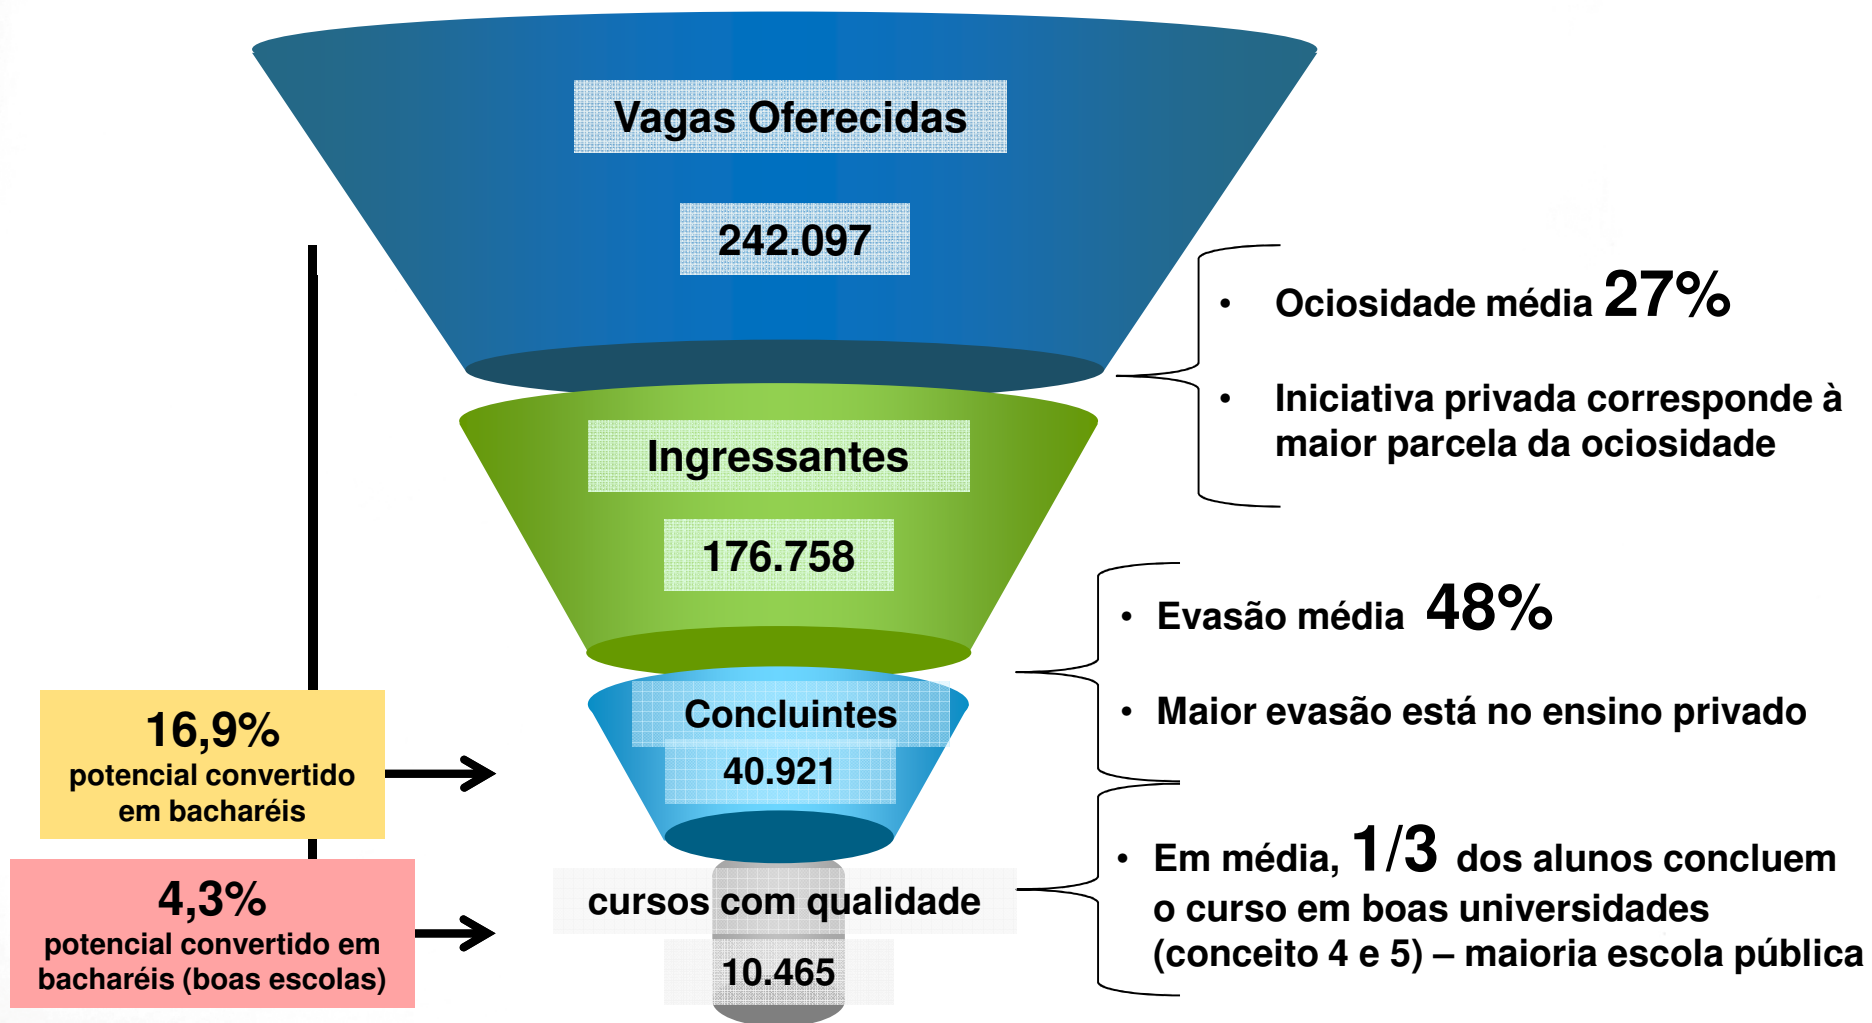 Vagas Oferecidas
242.097
• Ociosidade média 27%
• Iniciativa privada corresponde à
maior parcela da ociosidade
Ingressantes
176.758
• Evasão média 48%
• Maior evasão está no ensino privado
Concluintes
40.921
16,9%
potencial convertido
em bacharéis
• Em média, 1/3 dos alunos concluem
o curso em boas universidades
(conceito 4 e 5) – maioria escola pública
cursos com qualidade
10.465
4,3%
potencial convertido em
bacharéis (boas escolas)